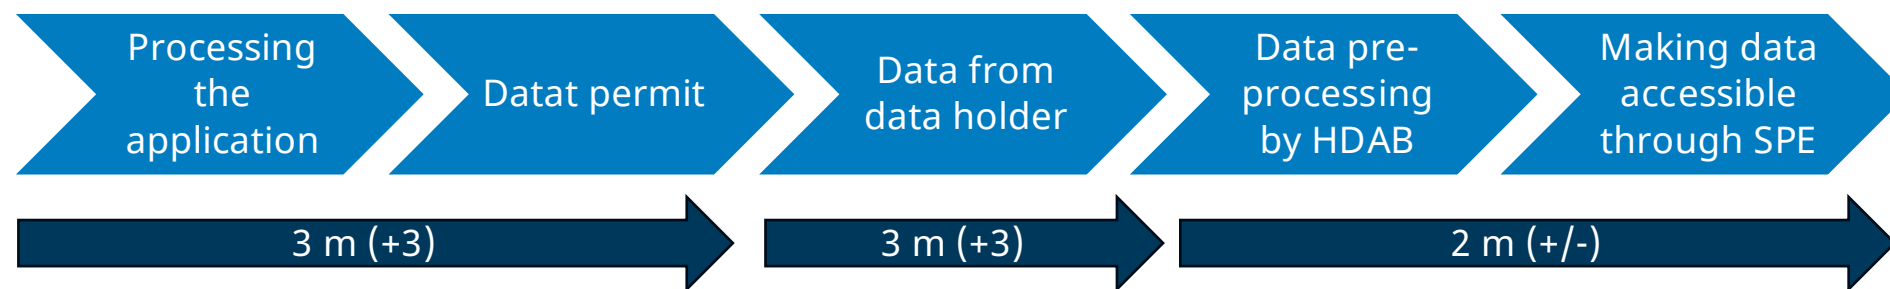 Processing
the
application
Datat permit
Data from
data holder
Data pre-
processing
by HDAB
Making data
accessible
through SPE
3 m (+3)
3 m (+3)
2 m (+/-)